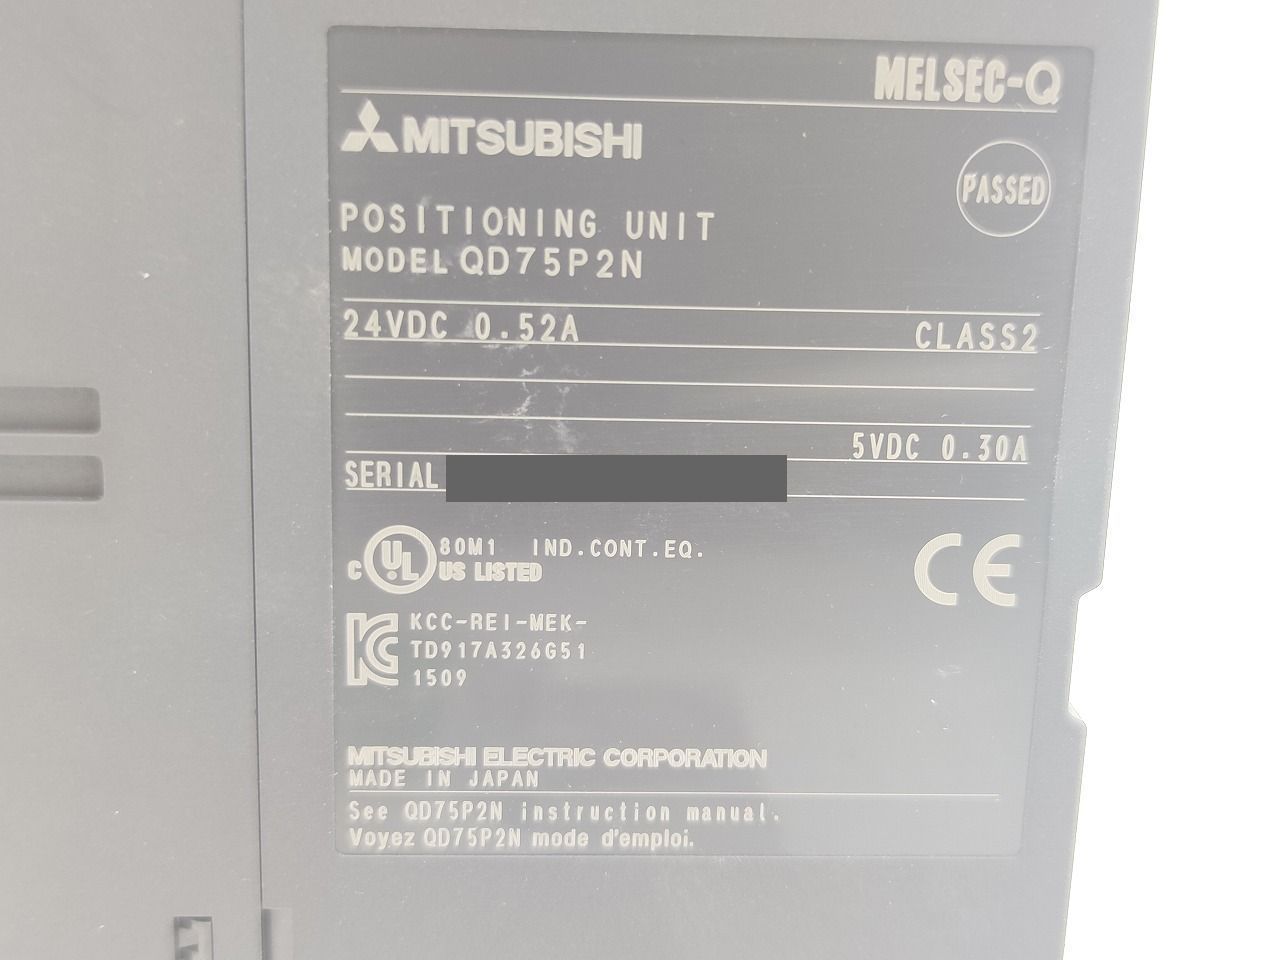 MELSEC-Q
MITSUBISHI
PASSED
POSITIONING UNIT
MODEL QD75P2N
24VDC 0.52A CLASS2
5VDC 0.30A
SERIAL
C UL 80M1 IND.CONT.EQ.
US LISTED
CE
KCC-REI-MEK-
TD917A326G51
1509
MITSUBISHI ELECTRIC CORPORATION
MADE IN JAPAN
See QD75P2N instruction manual.
Voyez QD75P2N mode d'emploi.